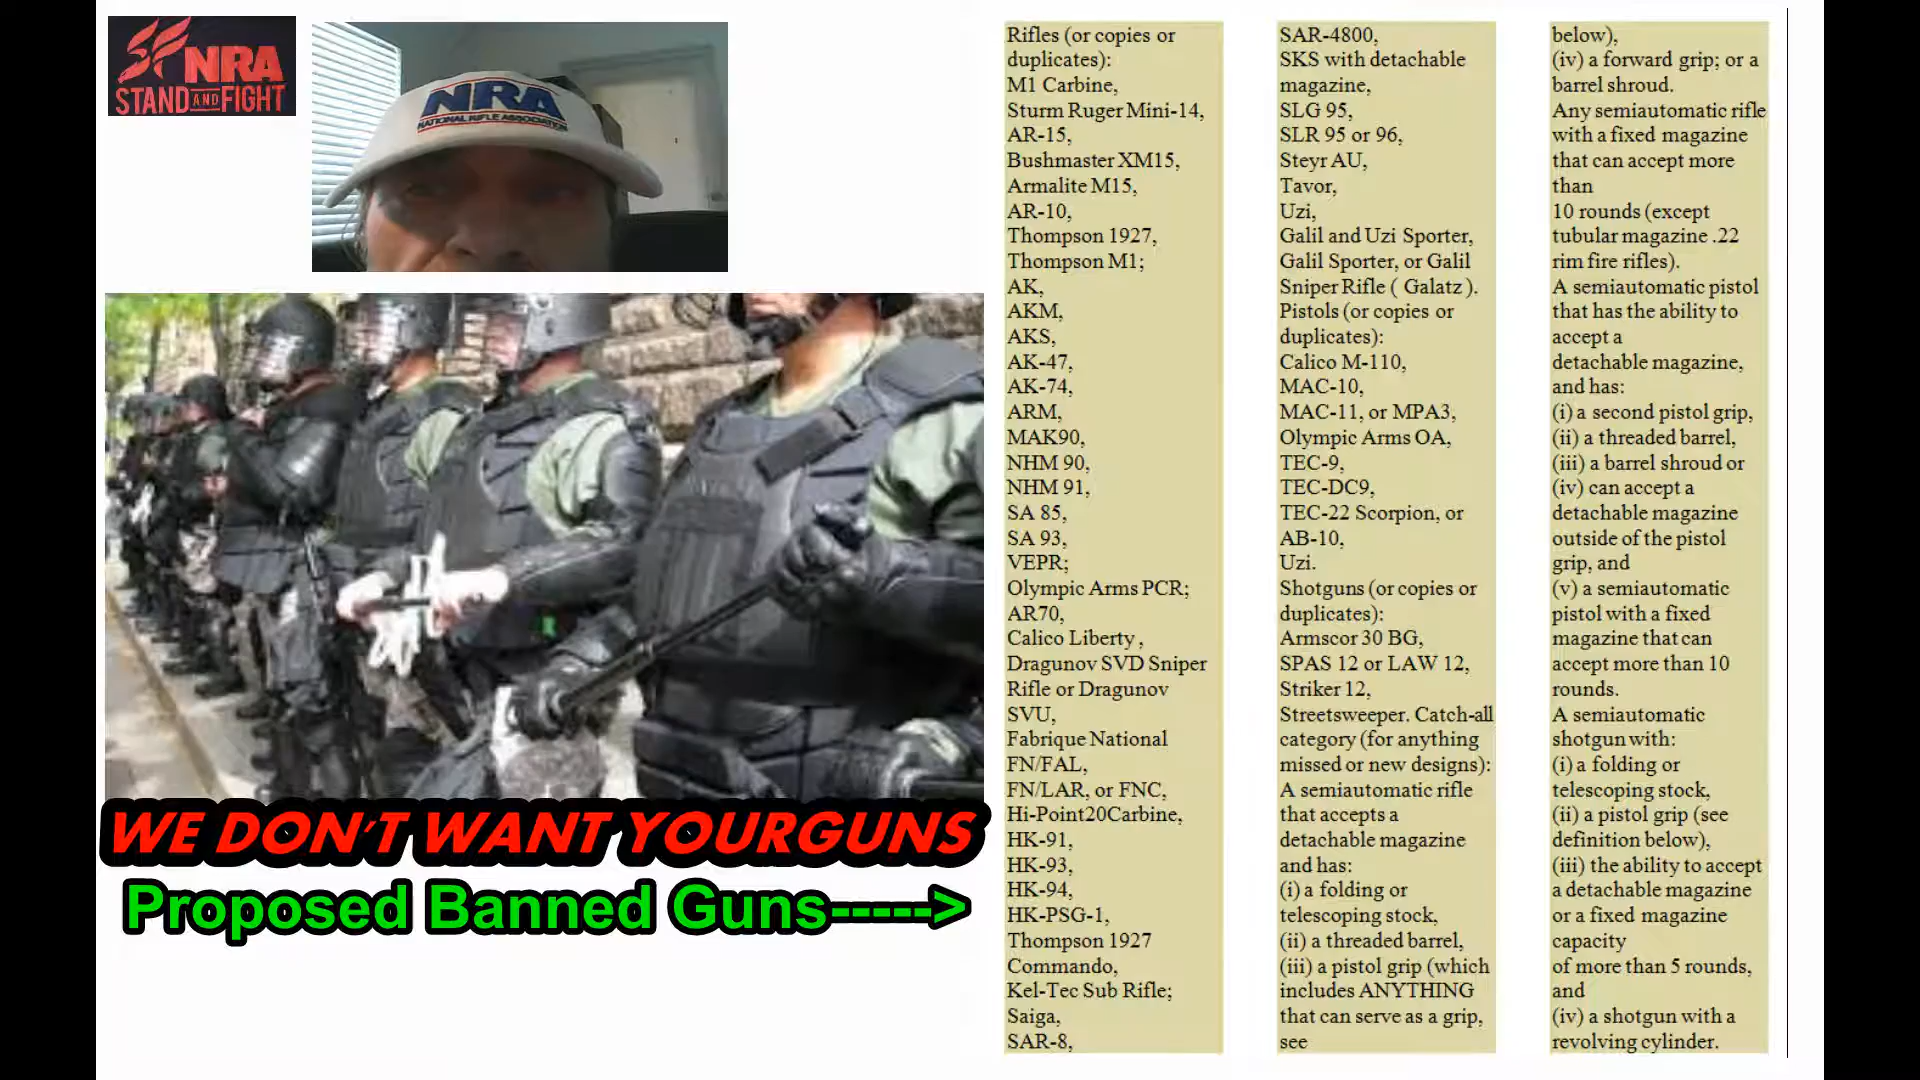 NRA
STAND AND FIGHT
NRA
NATIONAL RIFLE ASSOCIATION
WE DON'T WANT YOURGUNS
Proposed Banned Guns----->
Rifles (or copies or
duplicates):
M1 Carbine,
Sturm Ruger Mini-14,
AR-15,
Bushmaster XM15,
Armalite M15,
AR-10,
Thompson 1927,
Thompson M1;
AK,
AKM,
AKS,
AK-47,
AK-74,
ARM,
MAK90,
NHM 90,
NHM 91,
SA 85,
SA 93,
VEPR;
Olympic Arms PCR;
AR70,
Calico Liberty ,
Dragunov SVD Sniper
Rifle or Dragunov
SVU,
Fabrique National
FN/FAL,
FN/LAR, or FNC,
Hi-Point20Carbine,
HK-91,
HK-93,
HK-94,
HK-PSG-1,
Thompson 1927
Commando,
Kel-Tec Sub Rifle;
Saiga,
SAR-8,
SAR-4800,
SKS with detachable
magazine,
SLG 95,
SLR 95 or 96,
Steyr AU,
Tavor,
Uzi,
Galil and Uzi Sporter,
Galil Sporter, or Galil
Sniper Rifle ( Galatz ).
Pistols (or copies or
duplicates):
Calico M-110,
MAC-10,
MAC-11, or MPA3,
Olympic Arms OA,
TEC-9,
TEC-DC9,
TEC-22 Scorpion, or
AB-10,
Uzi.
Shotguns (or copies or
duplicates):
Armscor 30 BG,
SPAS 12 or LAW 12,
Striker 12,
Streetsweeper. Catch-all
category (for anything
missed or new designs):
A semiautomatic rifle
that accepts a
detachable magazine
and has:
(i) a folding or
telescoping stock,
(ii) a threaded barrel,
(iii) a pistol grip (which
includes ANYTHING
that can serve as a grip,
see
below),
(iv) a forward grip; or a
barrel shroud.
Any semiautomatic rifle
with a fixed magazine
that can accept more
than
10 rounds (except
tubular magazine .22
rim fire rifles).
A semiautomatic pistol
that has the ability to
accept a
detachable magazine,
and has:
(i) a second pistol grip,
(ii) a threaded barrel,
(iii) a barrel shroud or
(iv) can accept a
detachable magazine
outside of the pistol
grip, and
(v) a semiautomatic
pistol with a fixed
magazine that can
accept more than 10
rounds.
A semiautomatic
shotgun with:
(i) a folding or
telescoping stock,
(ii) a pistol grip (see
definition below),
(iii) the ability to accept
a detachable magazine
or a fixed magazine
capacity
of more than 5 rounds,
and
(iv) a shotgun with a
revolving cylinder.